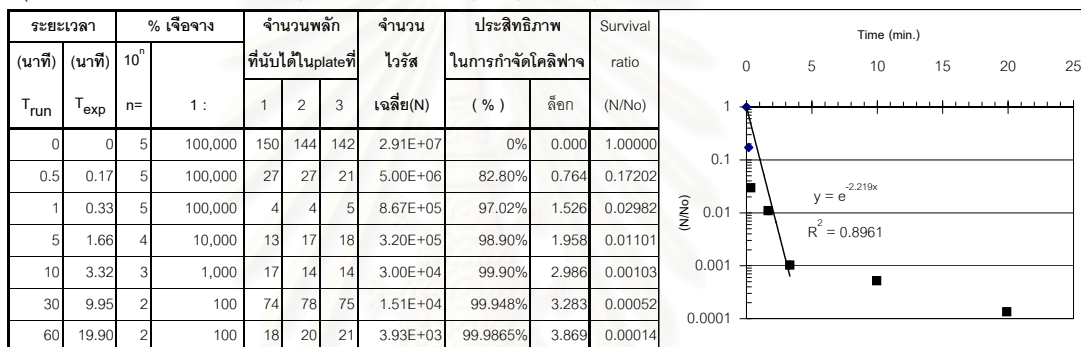 ระยะเวลา % เจือจาง จำนวนพลัก จำนวน ประสิทธิภาพ Survival
(นาที) (นาที) 10^n ที่นับได้ในplateที่ ไวรัส ในการกำจัดโคลิฟาจ ratio
T_run T_exp n= 1 : 1 2 3 เฉลี่ย(N) ( % ) ล็อก (N/No)
0 0 5 100,000 150 144 142 2.91E+07 0% 0.000 1.00000
0.5 0.17 5 100,000 27 27 21 5.00E+06 82.80% 0.764 0.17202
1 0.33 5 100,000 4 4 5 8.67E+05 97.02% 1.526 0.02982
5 1.66 4 10,000 13 17 18 3.20E+05 98.90% 1.958 0.01101
10 3.32 3 1,000 17 14 14 3.00E+04 99.90% 2.986 0.00103
30 9.95 2 100 74 78 75 1.51E+04 99.948% 3.283 0.00052
60 19.90 2 100 18 20 21 3.93E+03 99.9865% 3.869 0.00014
Time (min.)
0 5 10 15 20 25
1
0.1
0.01
0.001
0.0001
(N/No)
y = e^-2.219x
R^2 = 0.8961